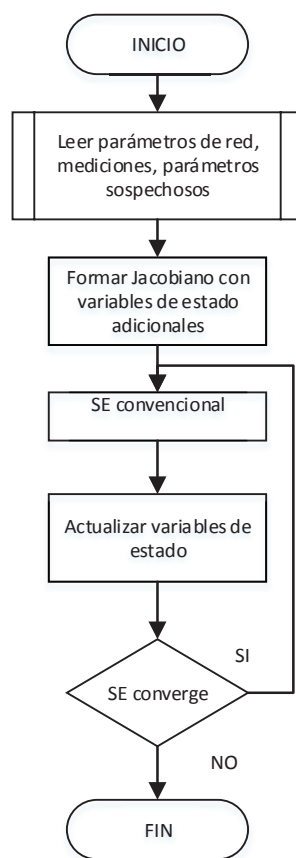 INICIO
Leer parámetros de red,
mediciones, parámetros
sospechosos
Formar Jacobiano con
variables de estado
adicionales
SE convencional
Actualizar variables de
estado
SI
SE converge
NO
FIN